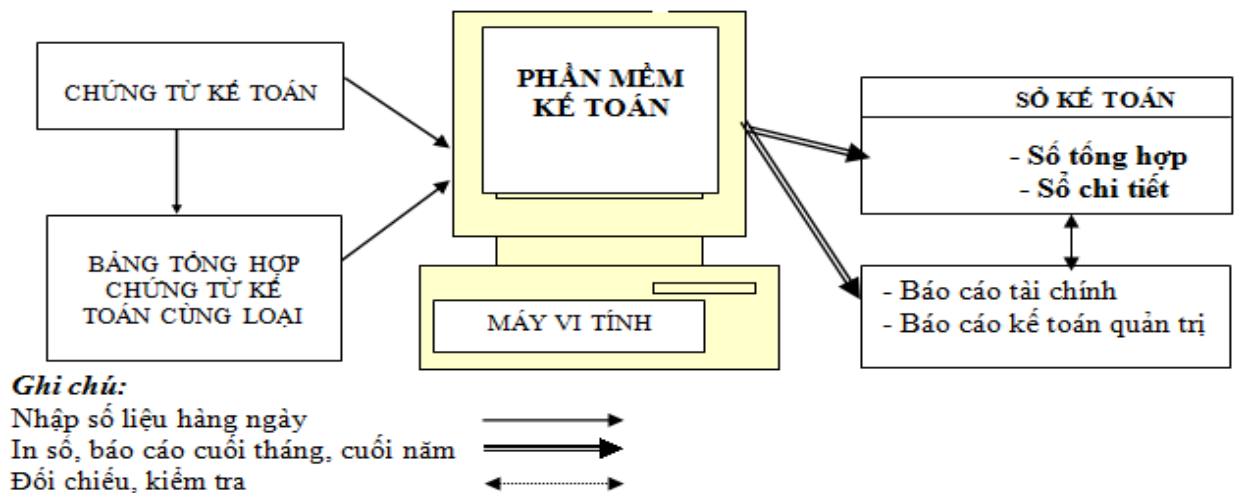 CHỨNG TỪ KẾ TOÁN
BẢNG TỔNG HỢP
CHỨNG TỪ KẾ
TOÁN CÙNG LOẠI
PHẦN MỀM
KẾ TOÁN
MÁY VI TÍNH
SỔ KẾ TOÁN
- Sổ tổng hợp
- Sổ chi tiết
- Báo cáo tài chính
- Báo cáo kế toán quản trị
Ghi chú:
Nhập số liệu hàng ngày
In sổ, báo cáo cuối tháng, cuối năm
Đối chiếu, kiểm tra